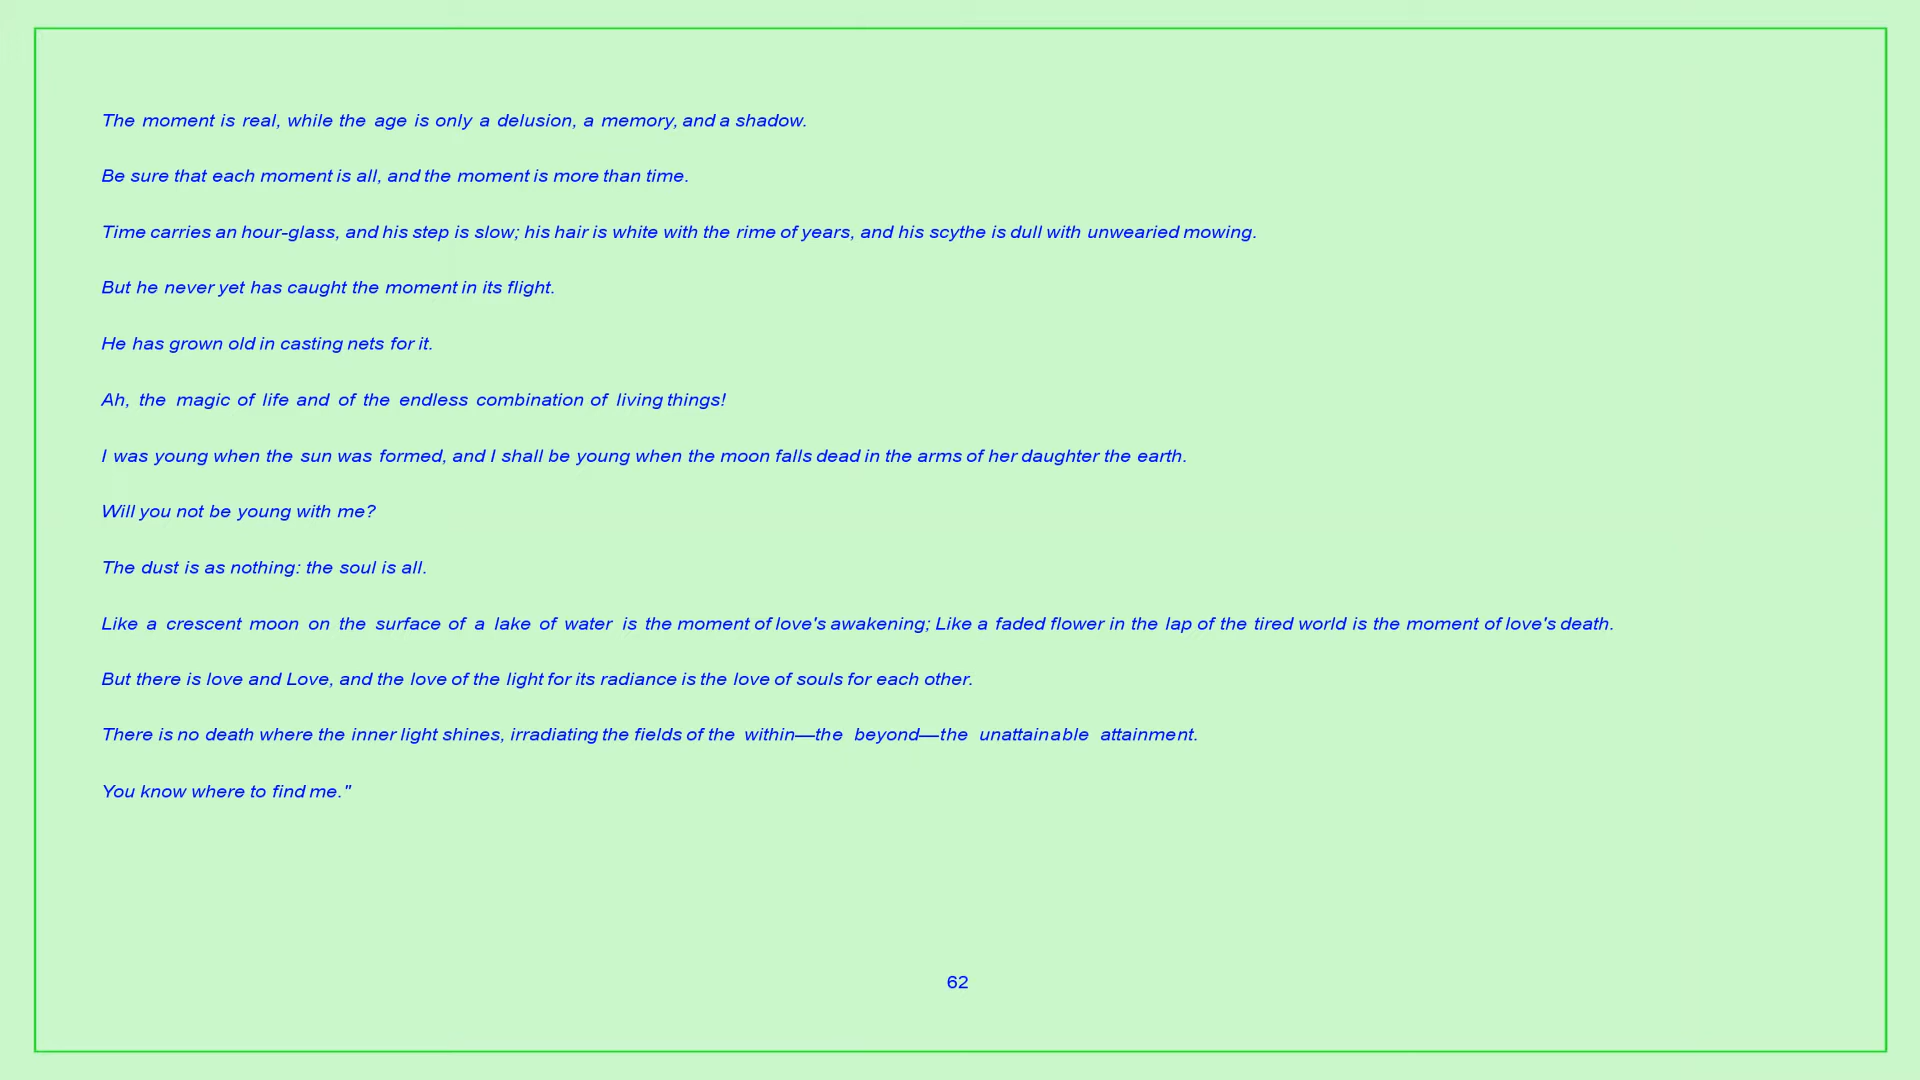 The moment is real, while the age is only a delusion, a memory, and a shadow.
Be sure that each moment is all, and the moment is more than time.
Time carries an hour-glass, and his step is slow; his hair is white with the rime of years, and his scythe is dull with unwearied mowing.
But he never yet has caught the moment in its flight.
He has grown old in casting nets for it.
Ah, the magic of life and of the endless combination of living things!
I was young when the sun was formed, and I shall be young when the moon falls dead in the arms of her daughter the earth.
Will you not be young with me?
The dust is as nothing: the soul is all.
Like a crescent moon on the surface of a lake of water is the moment of love's awakening; Like a faded flower in the lap of the tired world is the moment of love's death.
But there is love and Love, and the love of the light for its radiance is the love of souls for each other.
There is no death where the inner light shines, irradiating the fields of the within—the beyond—the unattainable attainment.
You know where to find me."
62